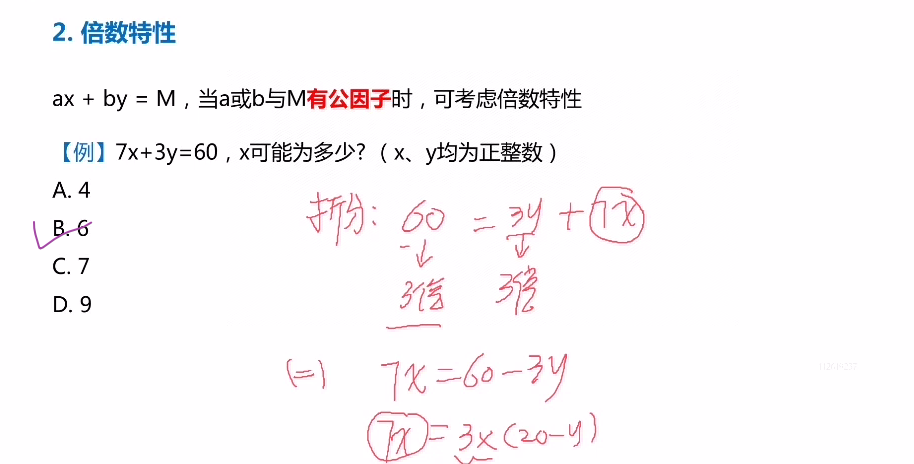 2. 倍数特性
ax + by = M，当a或b与M有公因子时，可考虑倍数特性
【例】7x+3y=60，x可能为多少?（x、y均为正整数）
A. 4
B. 6
C. 7
D. 9
拆分: 60 = 3y + 7x
3倍 3倍
(=) 7x=60-3y
7x=3x(20-y)